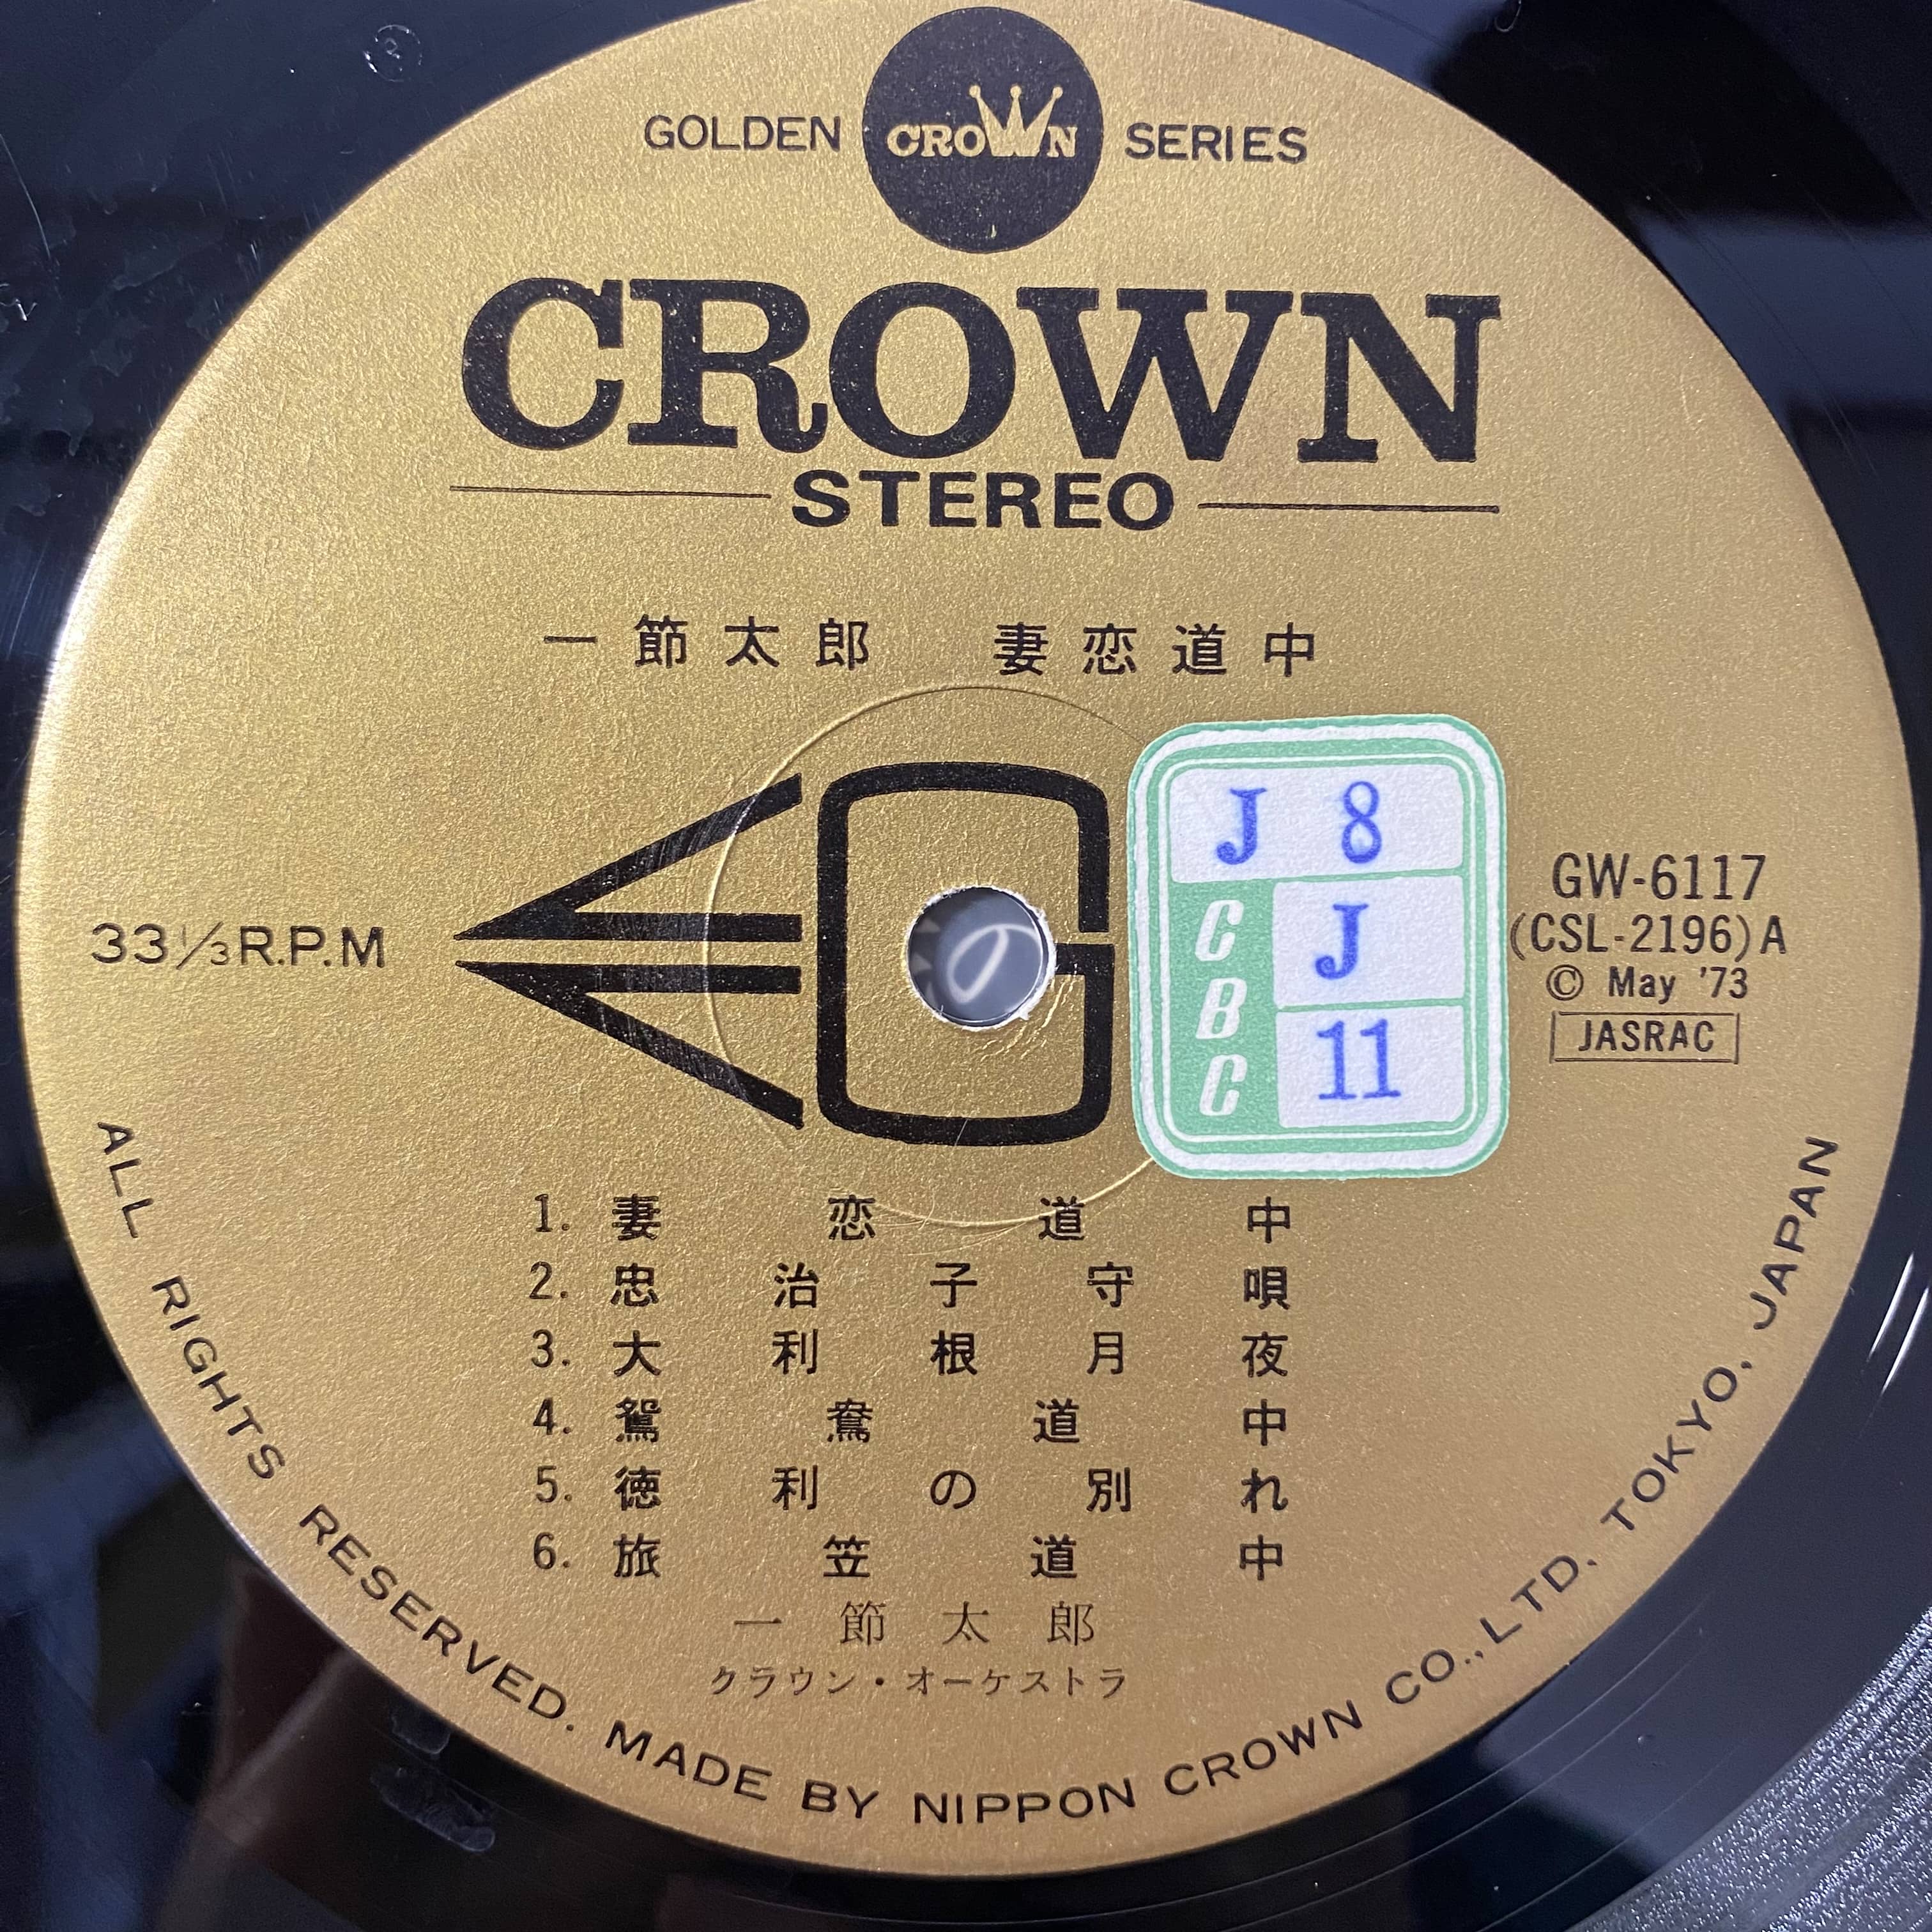 GOLDEN CROWN SERIES
CROWN
STEREO
一節太郎 妻恋道中
J 8
CBC
J
11
33 1/3 R.P.M
GW-6117
(CSL-2196)A
© May '73
JASRAC
1. 妻恋道中
2. 忠治子守唄
3. 大利根月夜
4. 鴛鴦道中
5. 徳利の別れ
6. 旅笠道中
一節太郎
クラウン・オーケストラ
ALL RIGHTS RESERVED. MADE BY NIPPON CROWN CO.,LTD. TOKYO, JAPAN